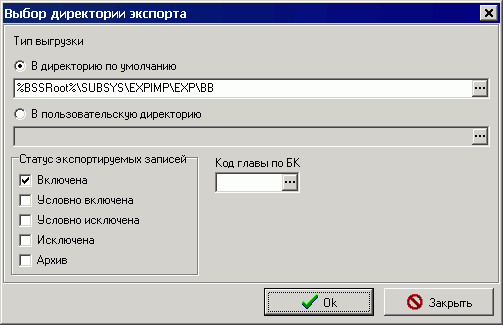 Выбор директории экспорта
Тип выгрузки
В директорию по умолчанию
%BSSRoot%\SUBSYS\EXPIMP\EXP\BB
...
В пользовательскую директорию
...
Статус экспортируемых записей
Включена
Условно включена
Условно исключена
Исключена
Архив
Код главы по БК
...
Ok
Закрыть